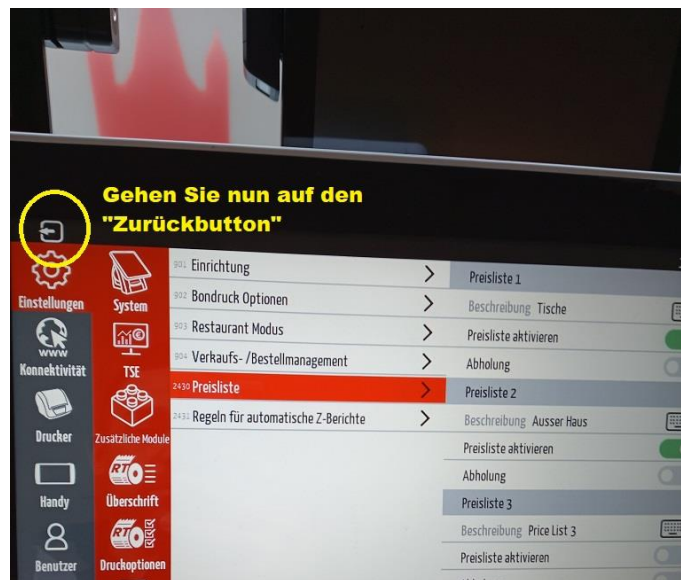 Gehen Sie nun auf den
"Zurückbutton"
Einstellungen
www
Konnektivität
Drucker
Handy
Benutzer
System
TSE
Zusätzliche Module
RT
Überschrift
RT
Druckoptionen
901 Einrichtung
902 Bondruck Optionen
903 Restaurant Modus
904 Verkaufs- /Bestellmanagement
2430 Preisliste
2431 Regeln für automatische Z-Berichte
Preisliste 1
Beschreibung Tische
Preisliste aktivieren
Abholung
Preisliste 2
Beschreibung Ausser Haus
Preisliste aktivieren
Abholung
Preisliste 3
Beschreibung Price List 3
Preisliste aktivieren